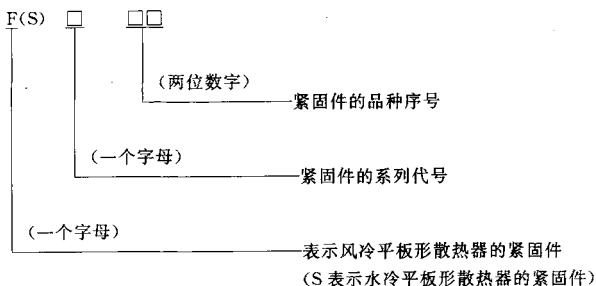 F(S) □ □□
(两位数字)
紧固件的品种序号
(一个字母)
紧固件的系列代号
(一个字母)
表示风冷平板形散热器的紧固件
(S 表示水冷平板形散热器的紧固件)